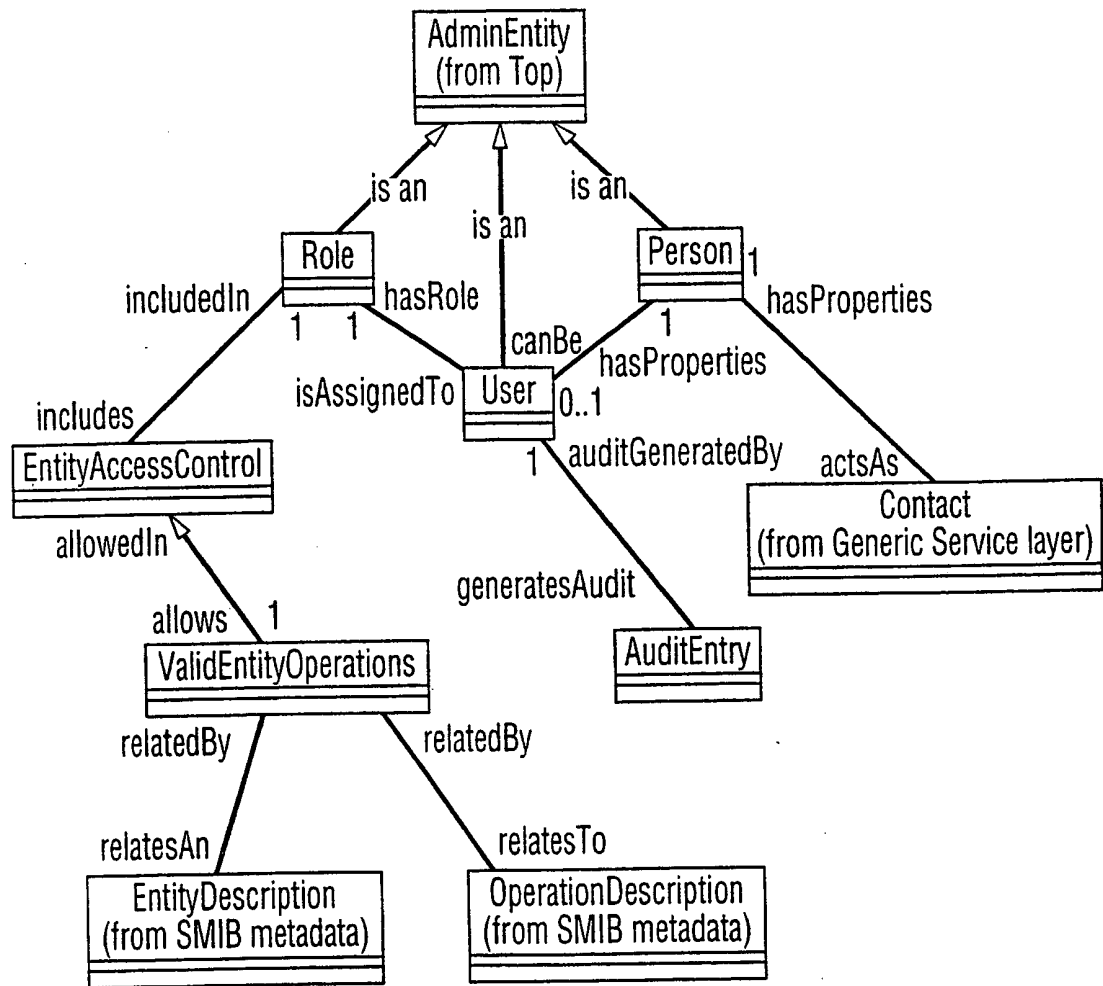 AdminEntity
(from Top)
is an
is an
is an
Role
Person
1
includedIn
hasRole
hasProperties
1
1
1
canBe
hasProperties
isAssignedTo
User
0..1
includes
1
auditGeneratedBy
actsAs
EntityAccessControl
Contact
(from Generic Service layer)
allowedIn
generatesAudit
allows
1
AuditEntry
ValidEntityOperations
relatedBy
relatedBy
relatesAn
relatesTo
EntityDescription
(from SMIB metadata)
OperationDescription
(from SMIB metadata)